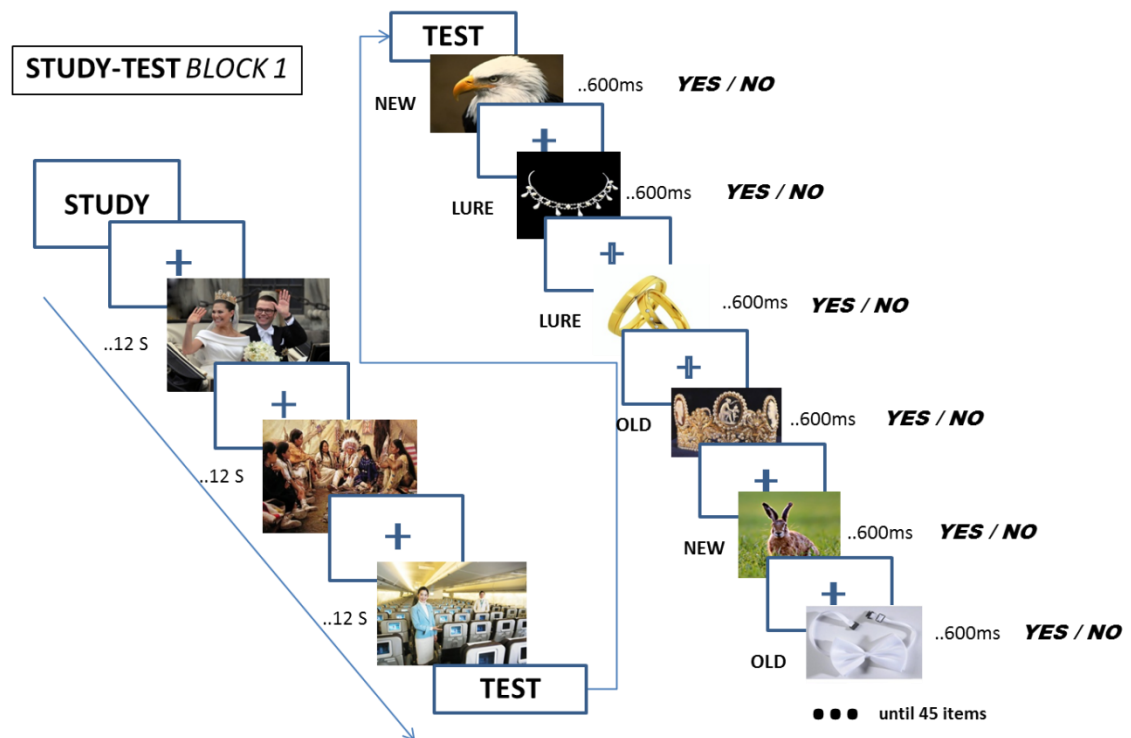 STUDY-TEST BLOCK 1
STUDY
..12 S
..12 S
..12 S
TEST
TEST
NEW
..600ms
YES / NO
LURE
..600ms
YES / NO
LURE
..600ms
YES / NO
OLD
..600ms
YES / NO
NEW
..600ms
YES / NO
OLD
..600ms
YES / NO
●●● until 45 items